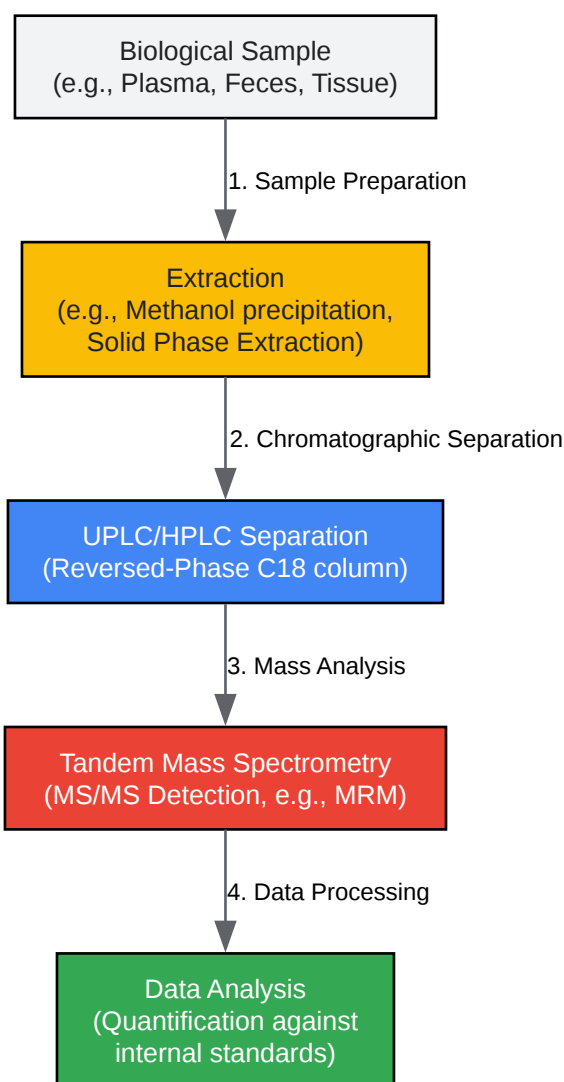 Biological Sample
(e.g., Plasma, Feces, Tissue)
1. Sample Preparation
Extraction
(e.g., Methanol precipitation,
Solid Phase Extraction)
2. Chromatographic Separation
UPLC/HPLC Separation
(Reversed-Phase C18 column)
3. Mass Analysis
Tandem Mass Spectrometry
(MS/MS Detection, e.g., MRM)
4. Data Processing
Data Analysis
(Quantification against
internal standards)